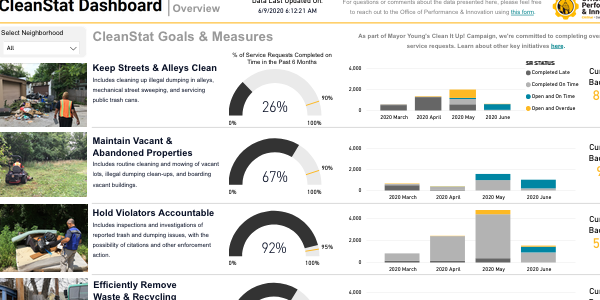 CleanStat Dashboard | Overview
Data Last Updated on:
6/9/2020 6:12:21 AM
For questions or comments about the data presented here, please feel free
to reach out to the Office of Performance & Innovation using this form.
Perfo
& Inno
Select Neighborhood
All
CleanStat Goals & Measures
% of Service Requests Completed on
Time in the Past 6 Months
As part of Mayor Young's Clean It Up! Campaign, we're committed to completing over
service requests. Learn about other key initiatives here.
Keep Streets & Alleys Clean
Includes cleaning up illegal dumping in alleys,
mechanical street sweeping, and servicing
public trash cans.
26%
90%
0%
100%
4,000
2,000
0
2020 March
2020 April
2020 May
2020 June
SR STATUS
Completed Late
Completed On Time
Open and On Time
Open and Overdue
Cur
Bac
8
Maintain Vacant &
Abandoned Properties
Includes routine cleaning and mowing of vacant
lots, illegal dumping clean-ups, and boarding
vacant buildings.
67%
90%
0%
100%
4,000
2,000
0
2020 March
2020 April
2020 May
2020 June
Cur
Bac
Hold Violators Accountable
Includes inspections and investigations of
reported trash and dumping issues, with the
possibility of citations and other enforcement
action.
92%
95%
0%
100%
4,000
2,000
0
2020 March
2020 April
2020 May
2020 June
Cur
Bac
5
Efficiently Remove
Waste & Recycling
4,000
Cur